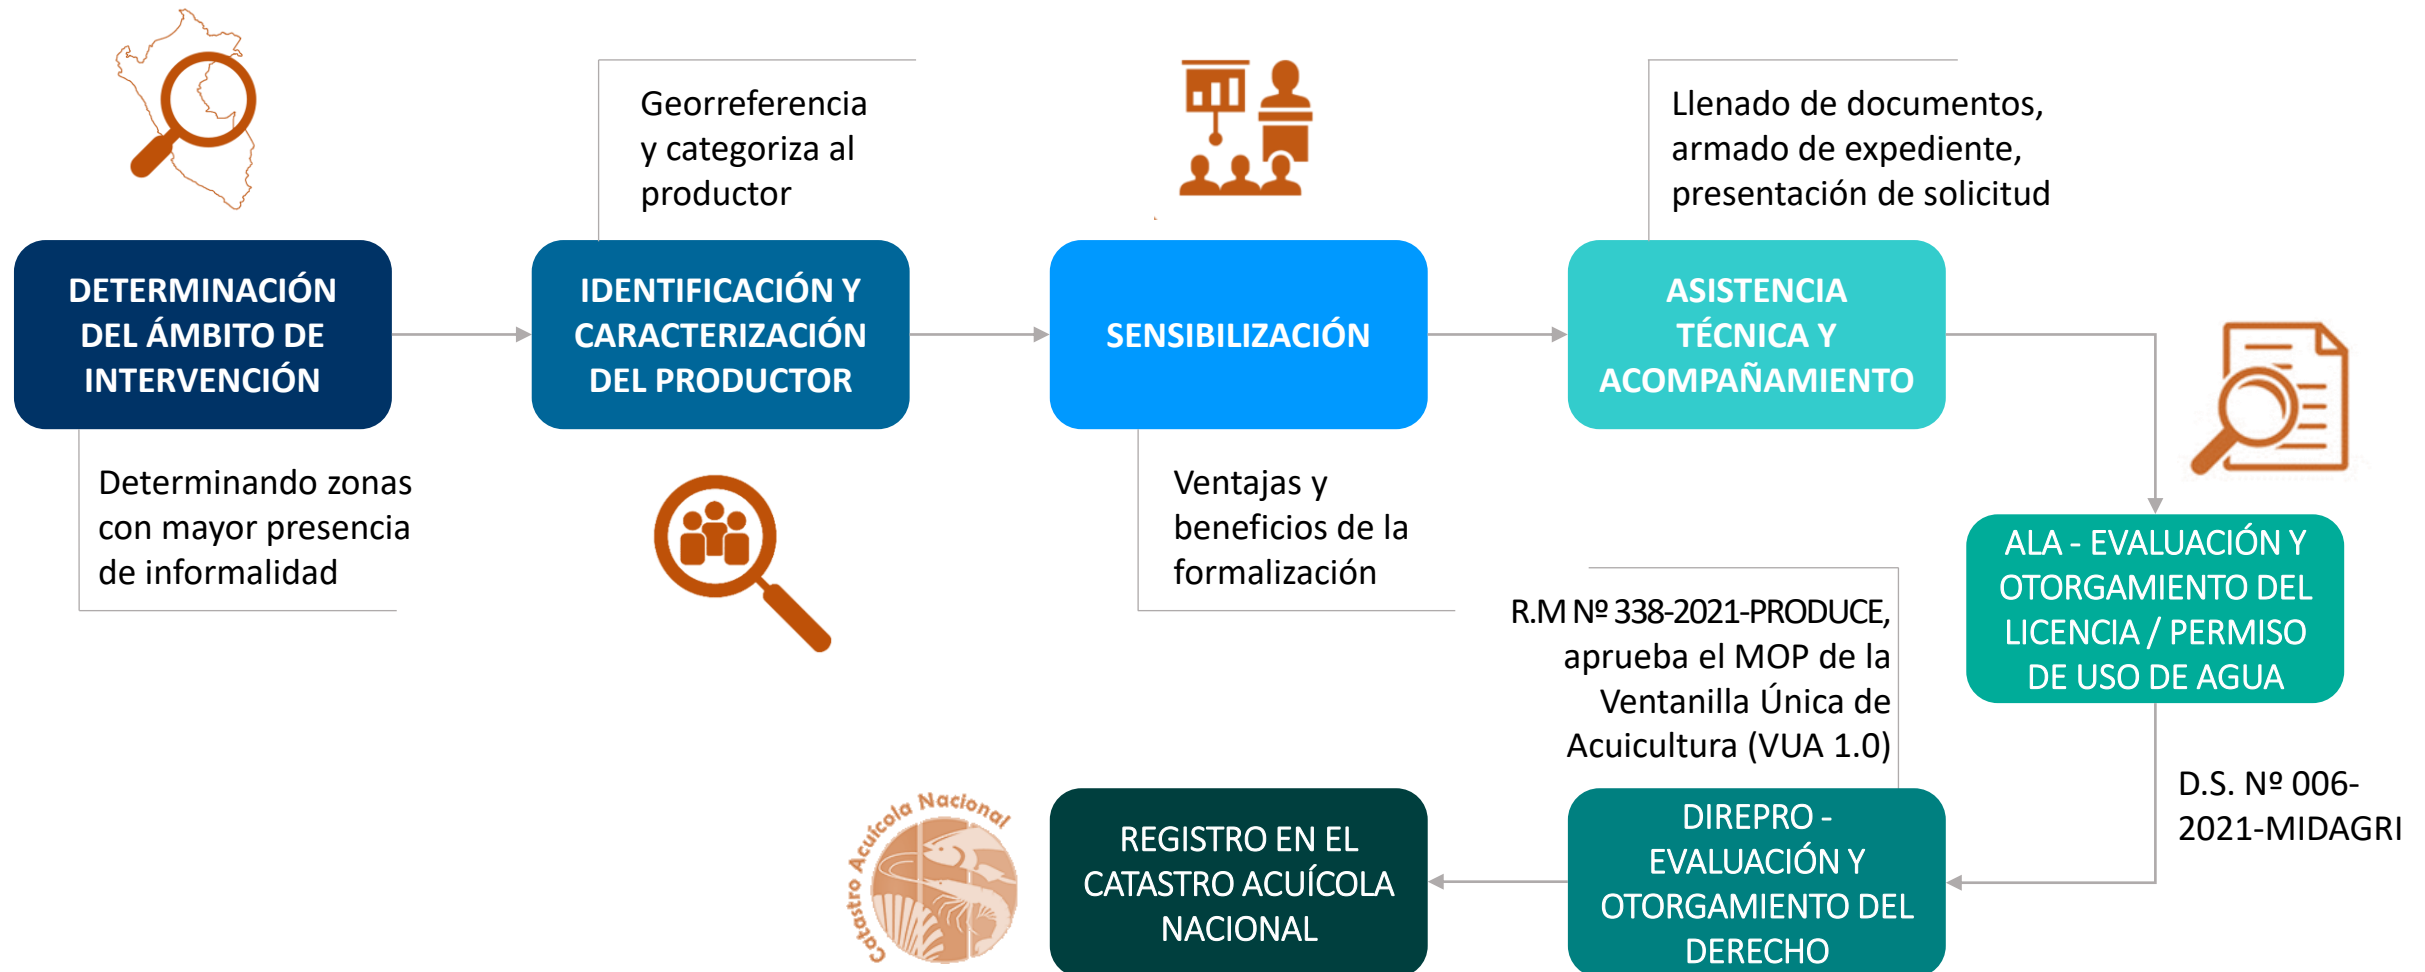 Georreferencia
y categoriza al
productor
Llenado de documentos,
armado de expediente,
presentación de solicitud
DETERMINACIÓN
DEL ÁMBITO DE
INTERVENCIÓN
IDENTIFICACIÓN Y
CARACTERIZACIÓN
DEL PRODUCTOR
SENSIBILIZACIÓN
ASISTENCIA
TÉCNICA Y
ACOMPAÑAMIENTO
Determinando zonas
con mayor presencia
de informalidad
Ventajas y
beneficios de la
formalización
ALA - EVALUACIÓN Y
OTORGAMIENTO DEL
LICENCIA / PERMISO
DE USO DE AGUA
R.M Nº 338-2021-PRODUCE,
aprueba el MOP de la
Ventanilla Única de
Acuicultura (VUA 1.0)
D.S. Nº 006-
2021-MIDAGRI
DIREPRO -
EVALUACIÓN Y
OTORGAMIENTO DEL
DERECHO
REGISTRO EN EL
CATASTRO ACUÍCOLA
NACIONAL
Catastro Acuícola Nacional